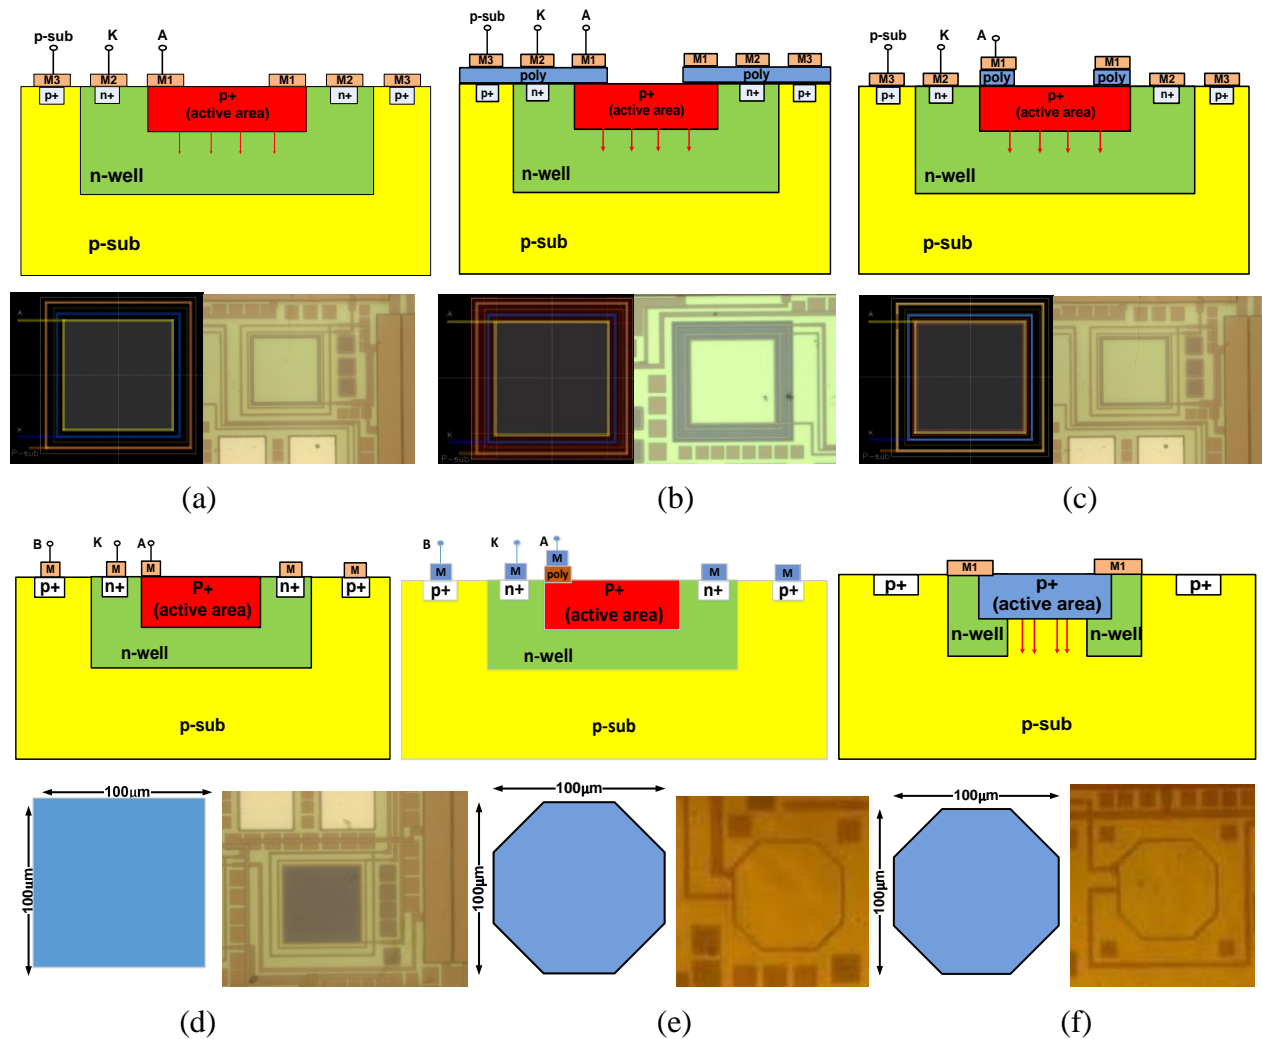 p-sub K A
M3 M2 M1 M1 M2 M3
p+ n+ p+ n+ p+
(active area)
n-well
p-sub
A
K
P-sub
(a)
p-sub K A
M3 M2 M1 M1 M2 M3
poly poly
p+ n+ p+ n+ p+
(active area)
n-well
p-sub
A
K
P-sub
(b)
p-sub K A
M3 M2 M1 M1 M2 M3
poly poly
p+ n+ p+ n+ p+
(active area)
n-well
p-sub
A
K
P-sub
(c)
B K A
M M M M M
p+ n+ P+ n+ p+
(active area)
n-well
p-sub
100μm
100μm
(d)
B K A
M M M M M
poly
p+ n+ P+ n+ p+
(active area)
n-well
p-sub
100μm
100μm
(e)
M1 M1
p+ p+ p+
(active area)
n-well n-well
p-sub
100μm
100μm
(f)